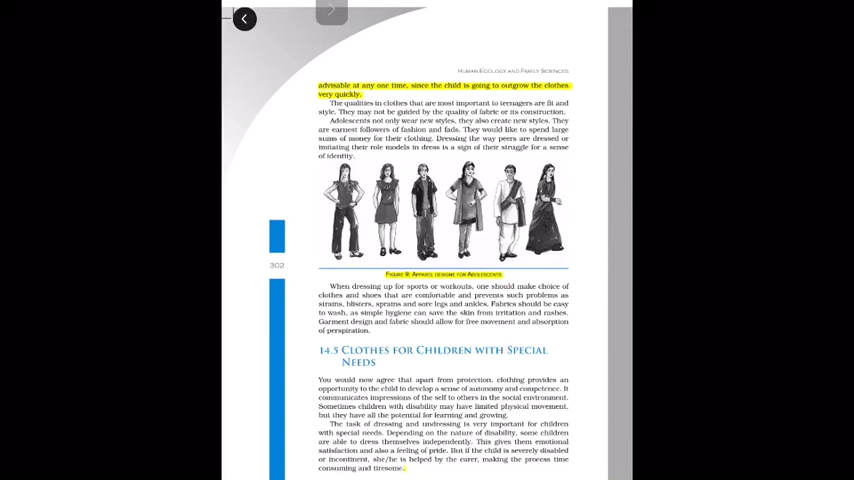 HUMAN ECOLOGY AND FAMILY SCIENCES
advisable at any one time, since the child is going to outgrow the clothes
very quickly.
The qualities in clothes that are most important to teenagers are fit and
style. They may not be guided by the quality of fabric or its construction.
Adolescents not only wear new styles, they also create new styles. They
are earnest followers of fashion and fads. They would like to spend large
sums of money for their clothing. Dressing the way peers are dressed or
imitating their role models in dress is a sign of their struggle for a sense
of identity.
302
FIGURE 9: APPAREL DESIGNS FOR ADOLESCENTS
When dressing up for sports or workouts, one should make choice of
clothes and shoes that are comfortable and prevents such problems as
strains, blisters, sprains and sore legs and ankles. Fabrics should be easy
to wash, as simple hygiene can save the skin from irritation and rashes.
Garment design and fabric should allow for free movement and absorption
of perspiration.
14.5 CLOTHES FOR CHILDREN WITH SPECIAL
NEEDS
You would now agree that apart from protection, clothing provides an
opportunity to the child to develop a sense of autonomy and competence. It
communicates impressions of the self to others in the social environment.
Sometimes children with disability may have limited physical movement,
but they have all the potential for learning and growing.
The task of dressing and undressing is very important for children
with special needs. Depending on the nature of disability, some children
are able to dress themselves independently. This gives them emotional
satisfaction and also a feeling of pride. But if the child is severely disabled
or incontinent, she/he is helped by the carer, making the process time
consuming and tiresome.